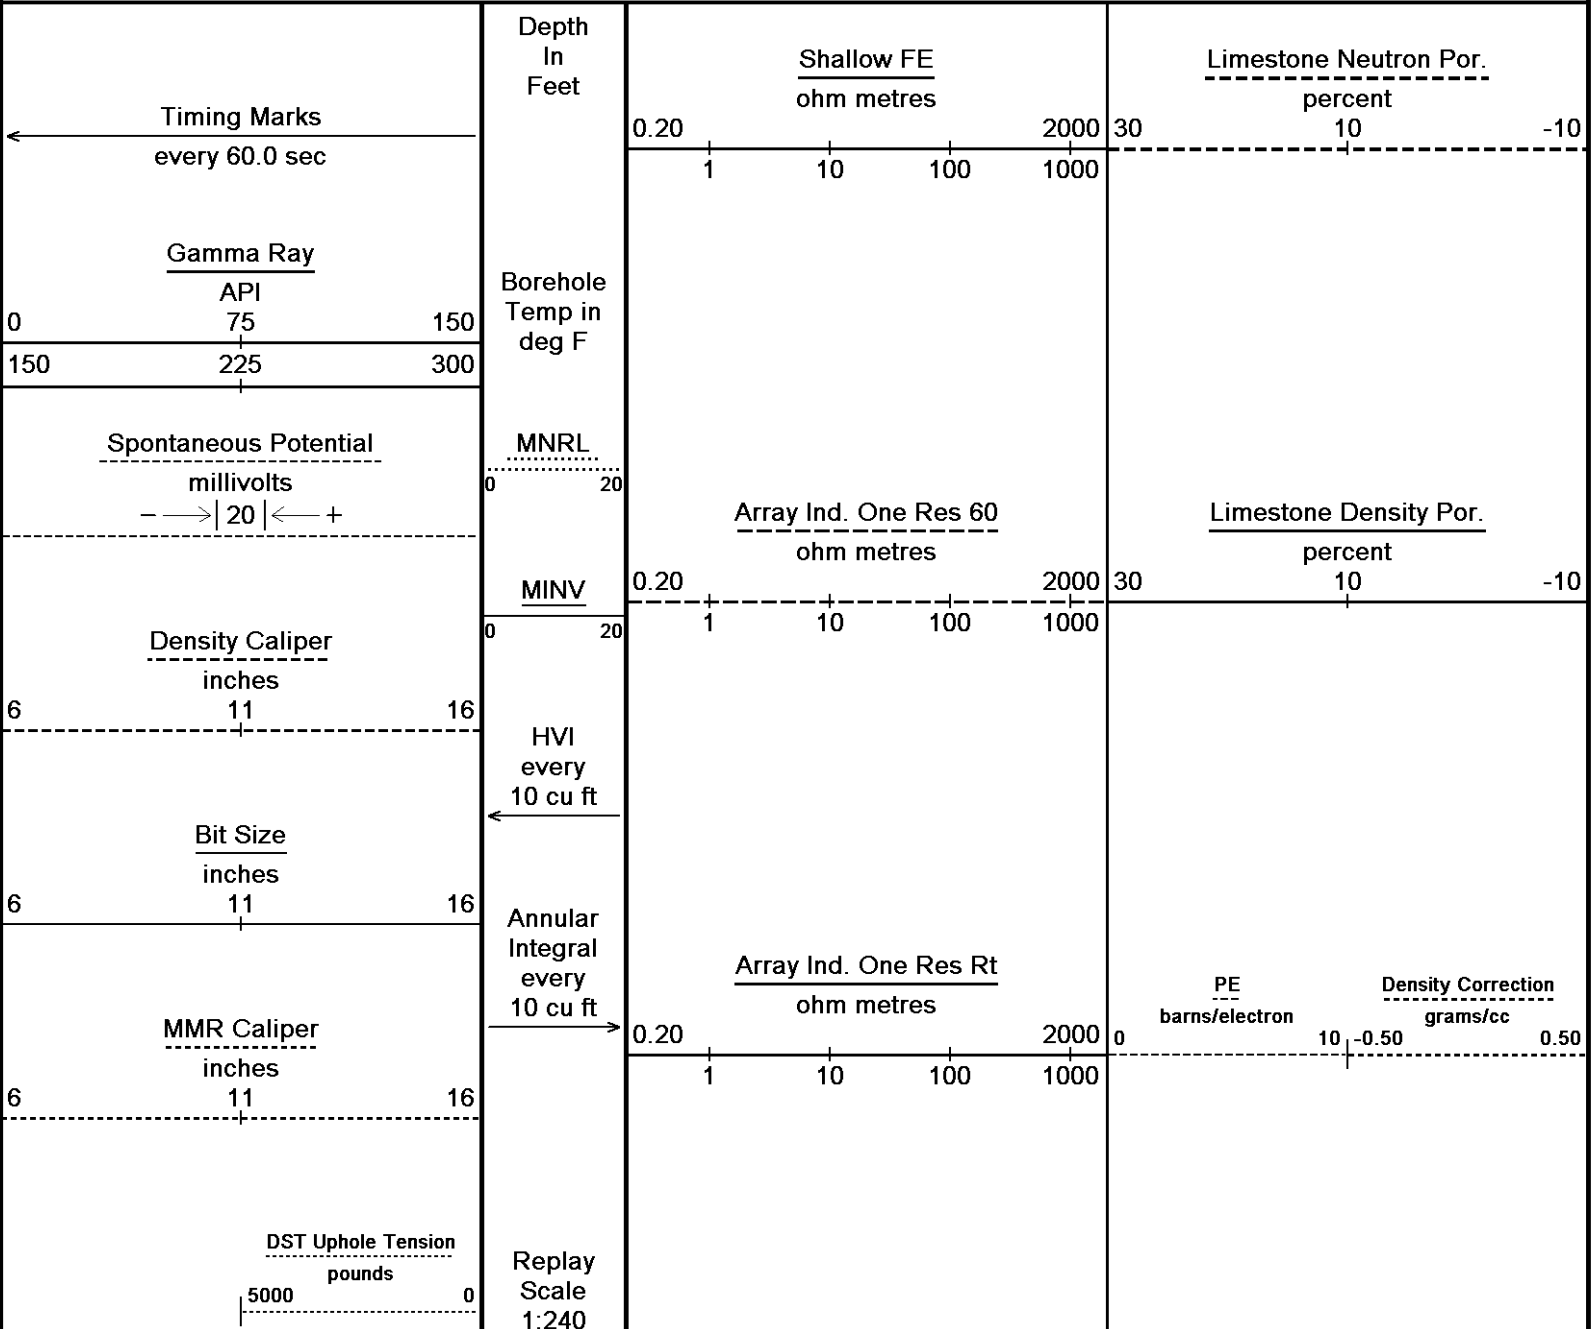 Timing Marks
every 60.0 sec
Gamma Ray
API
0 75 150
150 225 300
Spontaneous Potential
millivolts
− → | 20 | ← +
Density Caliper
inches
6 11 16
Bit Size
inches
6 11 16
MMR Caliper
inches
6 11 16
DST Uphole Tension
pounds
5000 0
Depth
In
Feet
Borehole
Temp in
deg F
MNRL
0 20
MINV
0 20
HVI
every
10 cu ft
Annular
Integral
every
10 cu ft
Replay
Scale
1:240
Shallow FE
ohm metres
0.20 2000
1 10 100 1000
Array Ind. One Res 60
ohm metres
0.20 2000
1 10 100 1000
Array Ind. One Res Rt
ohm metres
0.20 2000
1 10 100 1000
Limestone Neutron Por.
percent
30 10 -10
Limestone Density Por.
percent
30 10 -10
PE
barns/electron
0 10
Density Correction
grams/cc
-0.50 0.50